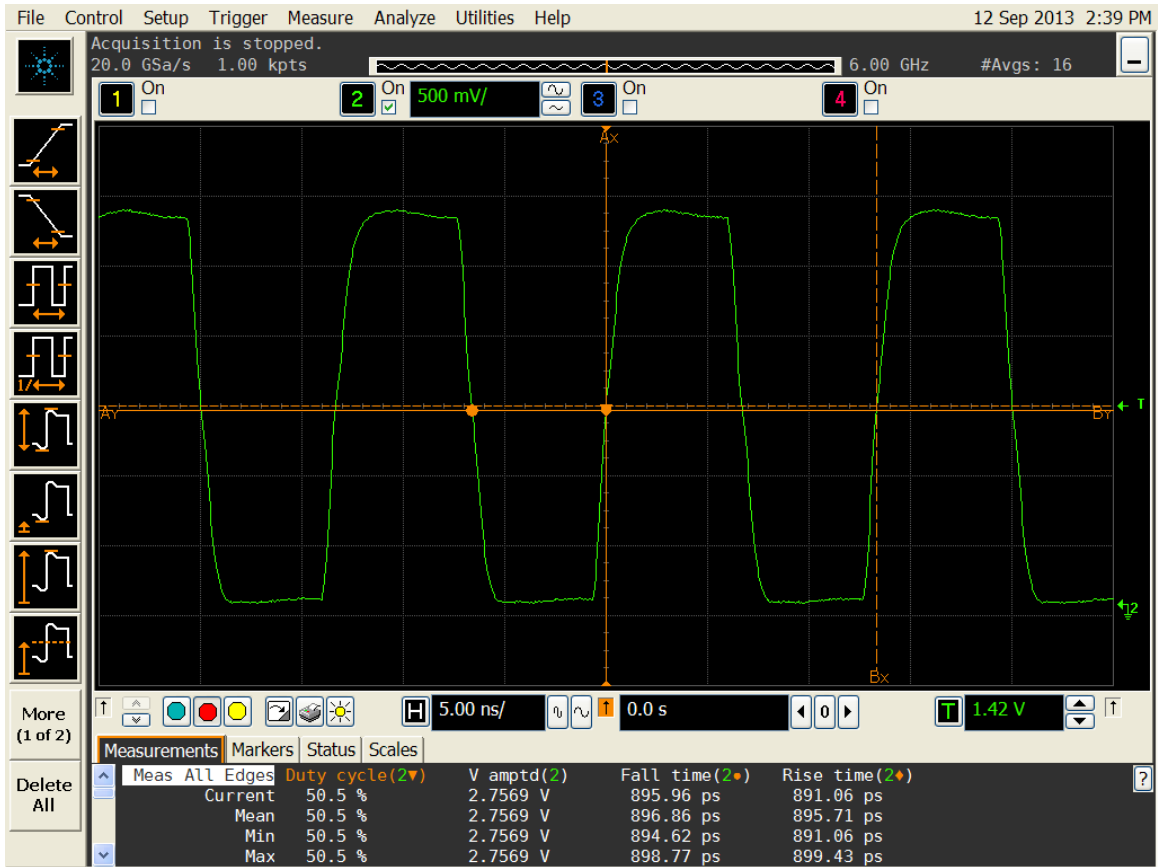 File Control Setup Trigger Measure Analyze Utilities Help 12 Sep 2013 2:39 PM
Acquisition is stopped.
20.0 GSa/s 1.00 kpts 6.00 GHz #Avgs: 16
1 On 2 On 500 mV/ 3 On 4 On
Ax
AY BY
T
1/
2
Bx
More
(1 of 2)
Delete
All
H 5.00 ns/ 0.0 s 0 T 1.42 V
Measurements Markers Status Scales
Meas All Edges Duty cycle(2▼) V amptd(2) Fall time(2●) Rise time(2♦) ?
Current 50.5 % 2.7569 V 895.96 ps 891.06 ps
Mean 50.5 % 2.7569 V 896.86 ps 895.71 ps
Min 50.5 % 2.7569 V 894.62 ps 891.06 ps
Max 50.5 % 2.7569 V 898.77 ps 899.43 ps